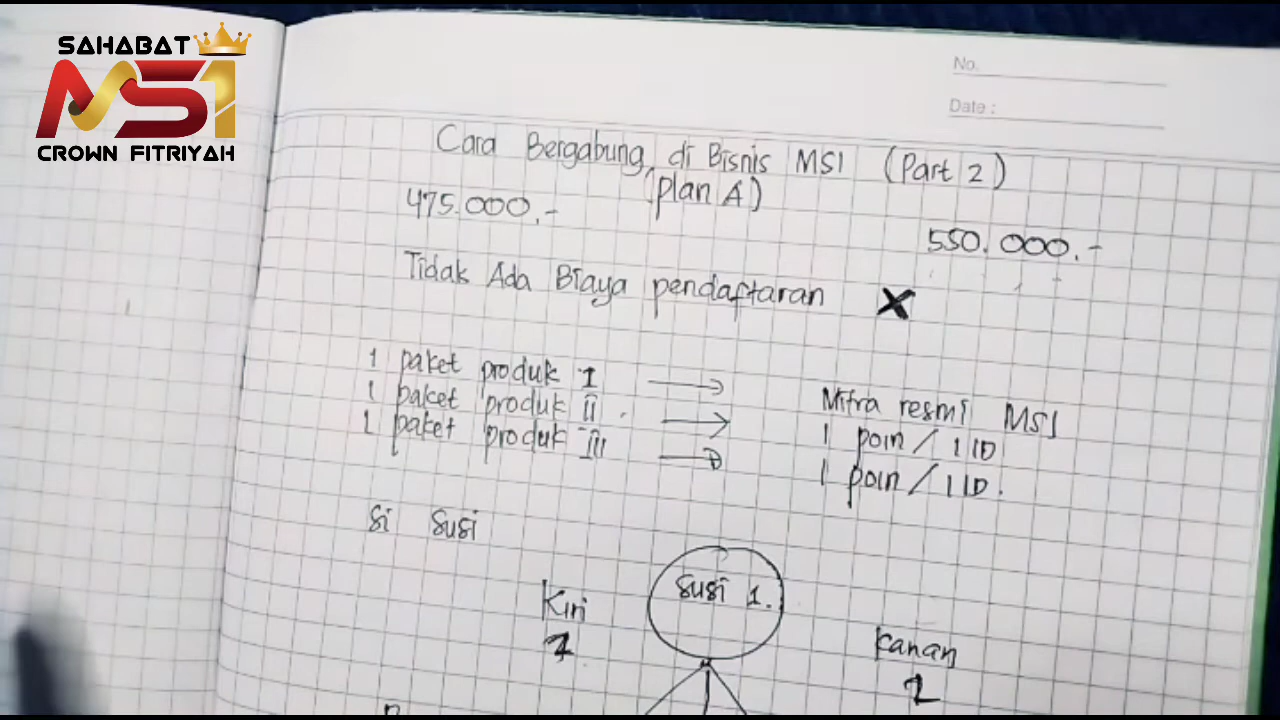 SAHABAT
MS1
CROWN FITRIYAH
No.
Date :
Cara Bergabung di Bisnis MSI (Part 2)
(plan A)
475.000.-
550.000.-
Tidak Ada Biaya pendaftaran X
1 paket produk I → Mitra resmi MSI
1 paket produk II → 1 poin / 1 ID
1 paket produk III → 1 poin / 1 ID.
Si Susi
Susi 1.
Kiri
Kanan
1